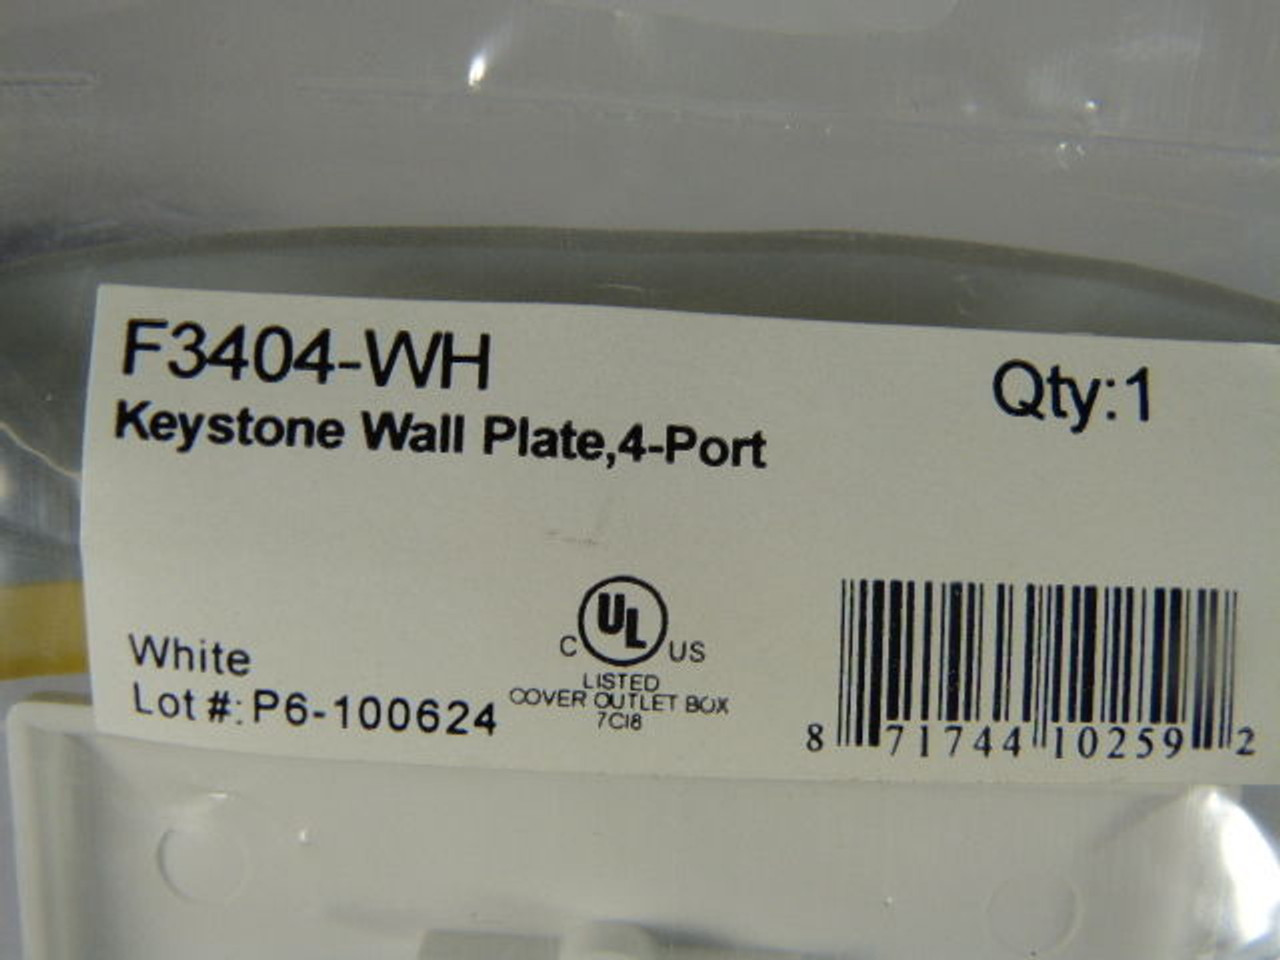 F3404-WH
Qty:1
Keystone Wall Plate,4-Port
White
Lot #: P6-100624
C UL US
LISTED
COVER OUTLET BOX
7CI8
8 71744 10259 2